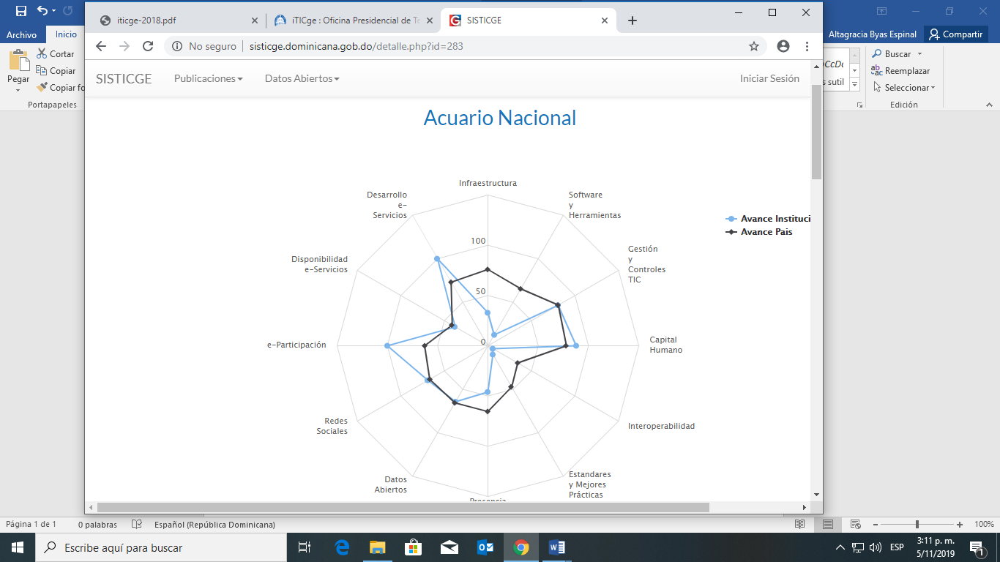 iticge-2018.pdf
iTICge : Oficina Presidencial de Te
SISTICGE
Archivo
Inicio
Altagracia Byas Espinal
Compartir
No seguro
sisticge.dominicana.gob.do/detalle.php?id=283
Pegar
Cortar
Copiar
Copiar fo
Portapapeles
s sutil
Buscar
Reemplazar
Seleccionar
Edición
SISTICGE
Publicaciones
Datos Abiertos
Iniciar Sesión
Acuario Nacional
Infraestructura
Software
y
Herramientas
Gestión
y
Controles
TIC
Capital
Humano
Interoperabilidad
Estandares
y Mejores
Prácticas
Presencia
Datos
Abiertos
Redes
Sociales
e-Participación
Disponibilidad
e-Servicios
Desarrollo
e-
Servicios
100
50
0
Avance Instituci
Avance Pais
Página 1 de 1
0 palabras
Español (República Dominicana)
100%
Escribe aquí para buscar
ESP
3:11 p. m.
5/11/2019
1